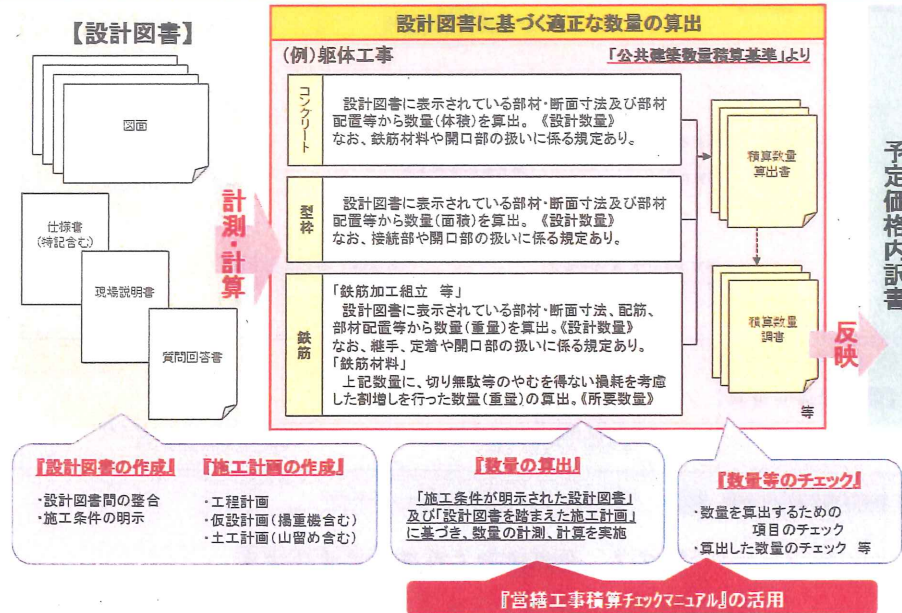 【設計図書】
図面
仕様書
(特記含む)
現場説明書
質問回答書
計測・計算
設計図書に基づく適正な数量の算出
(例)躯体工事
「公共建築数量積算基準」より
コンクリート
設計図書に表示されている部材・断面寸法及び部材
配置等から数量(体積)を算出。《設計数量》
なお、鉄筋材料や開口部の扱いに係る規定あり。
型枠
設計図書に表示されている部材・断面寸法及び部材
配置等から数量(面積)を算出。《設計数量》
なお、接続部や開口部の扱いに係る規定あり。
鉄筋
「鉄筋加工組立 等」
設計図書に表示されている部材・断面寸法、配筋、
部材配置等から数量(重量)を算出。《設計数量》
なお、継手、定着や開口部の扱いに係る規定あり。
「鉄筋材料」
上記数量に、切り無駄等のやむを得ない損耗を考慮
した割増しを行った数量(重量)の算出。《所要数量》
積算数量
算出書
積算数量
調書
等
反映
予定価格内訳書
『設計図書の作成』
・設計図書間の整合
・施工条件の明示
『施工計画の作成』
・工程計画
・仮設計画(揚重機含む)
・土工計画(山留め含む)
『数量の算出』
「施工条件が明示された設計図書」
及び「設計図書を踏まえた施工計画」
に基づき、数量の計測、計算を実施
『数量等のチェック』
・数量を算出するための
項目のチェック
・算出した数量のチェック 等
『営繕工事積算チェックマニュアル』の活用